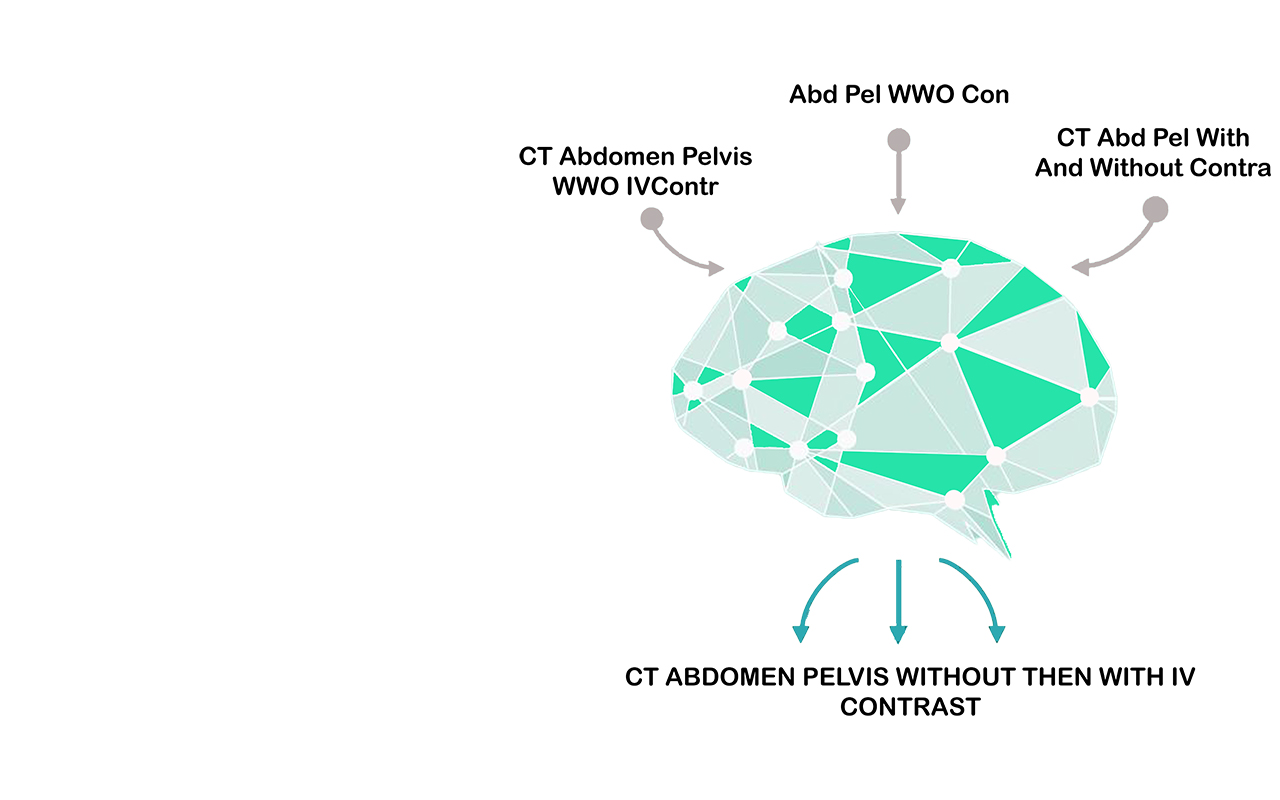 Abd Pel WWO Con
CT Abdomen Pelvis
WWO IVContr
CT Abd Pel With
And Without Contra
CT ABDOMEN PELVIS WITHOUT THEN WITH IV
CONTRAST